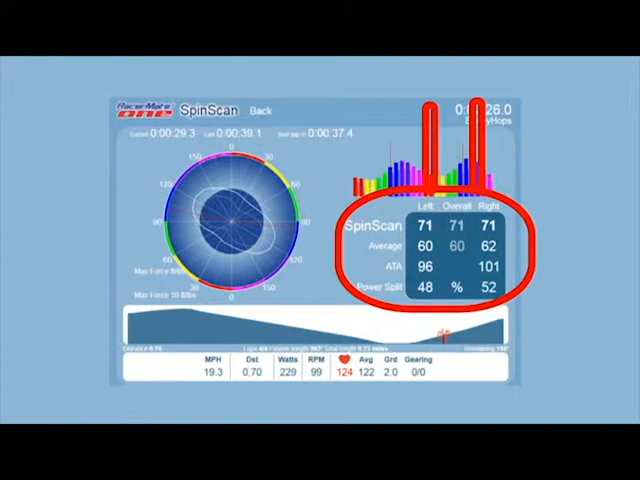 RacerMate ONE SpinScan Back
Current 0:00:29.3 Last 0:00:39.1 0:00:37.4
Left Overall Right
SpinScan 71 71 71
Average 60 60 62
ATA 96 101
Power Split 48 % 52
0
150 30
120 60
90 90
60 120
30 150
0
Max Force
Max Force 10 ft/lbs
Distance 0.70
MPH Dst Watts RPM Avg Grd Gearing
19.3 0.70 229 99 124 122 2.0 0/0